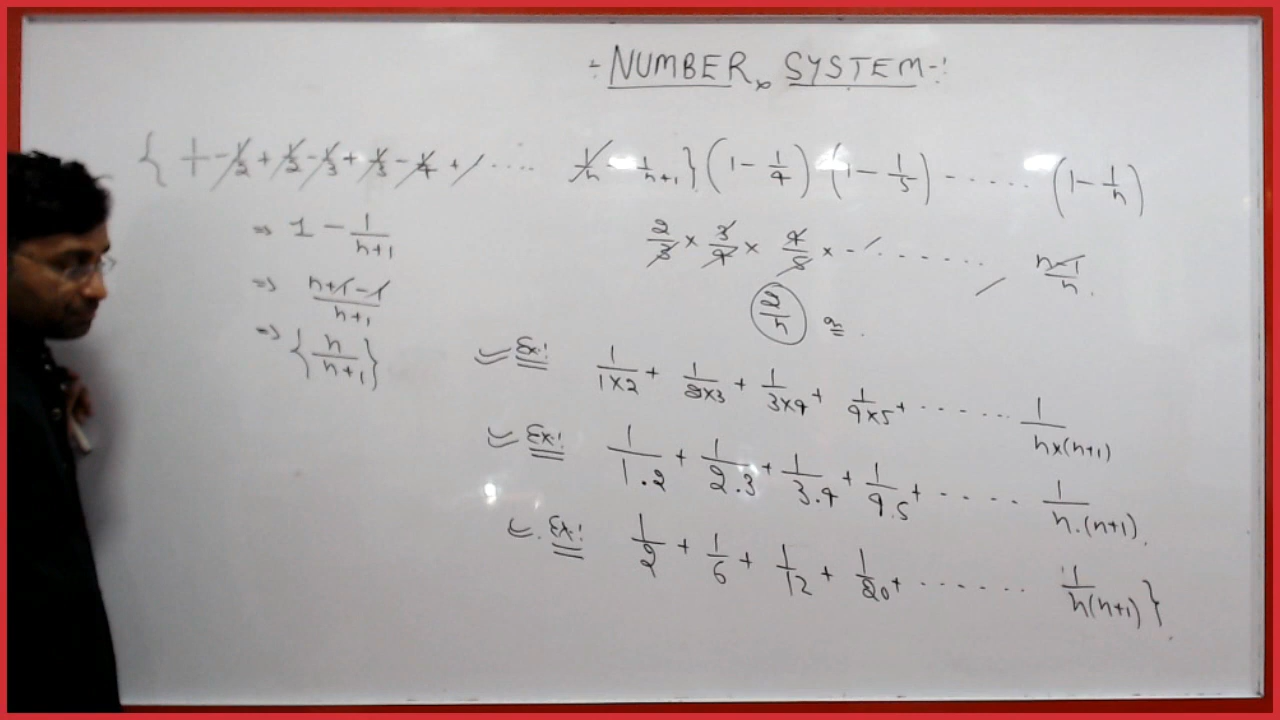 ÷ NUMBER SYSTEM -:
{ 1 - 1/2 + 1/2 - 1/3 + 1/3 - 1/4 + ..... 1/n - 1/n+1 } (1 - 1/4) (1 - 1/5) ...... (1 - 1/n)
⇒ 1 - 1/n+1
2/3 × 3/4 × 4/5 × - ....... n-1/n .
⇒ n+1-1/n+1
2/n
⇒ { n/n+1 }
Ex:! 1/1×2 + 1/2×3 + 1/3×4 + 1/4×5 + ....... 1/n×(n+1)
Ex:! 1/1.2 + 1/2.3 + 1/3.4 + 1/4.5 + ...... 1/n.(n+1).
Ex:! 1/2 + 1/6 + 1/12 + 1/20 + ....... 1/n(n+1) }